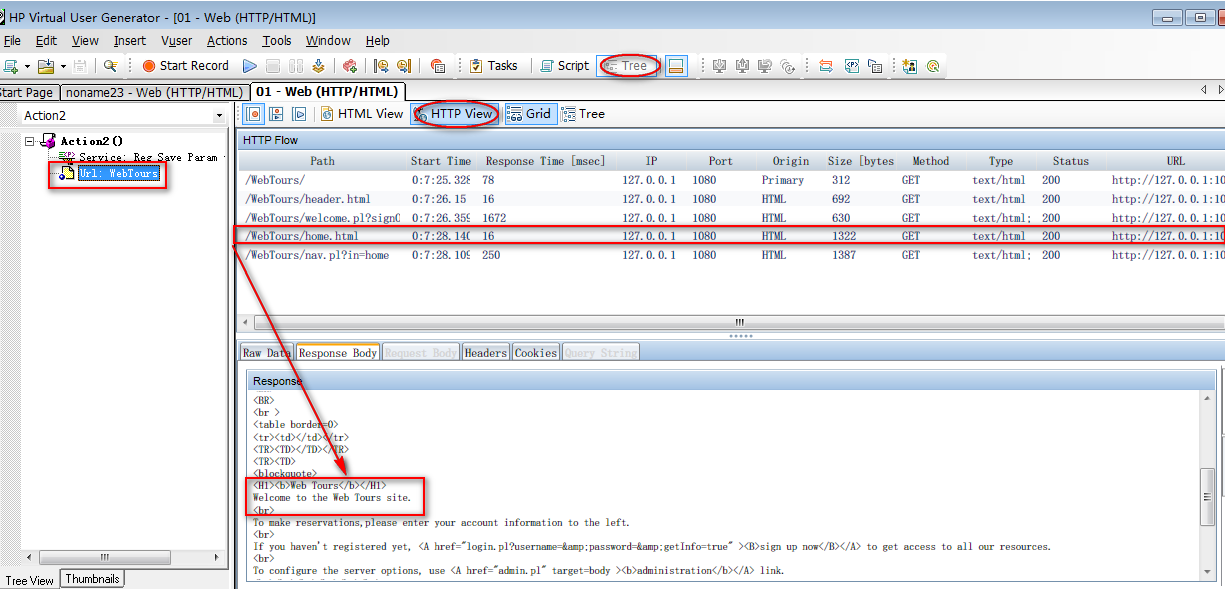 HP Virtual User Generator - [01 - Web (HTTP/HTML)]
File Edit View Insert Vuser Actions Tools Window Help
Start Record Tasks Script Tree
Start Page noname23 - Web (HTTP/HTML) 01 - Web (HTTP/HTML)
Action2 HTML View HTTP View Grid Tree
Action2()
Service: Reg Save Param
Url: WebTours
HTTP Flow
Path Start Time Response Time [msec] IP Port Origin Size [bytes Method Type Status URL
/WebTours/ 0:7:25.328 78 127.0.0.1 1080 Primary 312 GET text/html 200 http://127.0.0.1:10
/WebTours/header.html 0:7:26.15 16 127.0.0.1 1080 HTML 692 GET text/html 200 http://127.0.0.1:10
/WebTours/welcome.pl?signO 0:7:26.359 1672 127.0.0.1 1080 HTML 630 GET text/html; 200 http://127.0.0.1:10
/WebTours/home.html 0:7:28.140 16 127.0.0.1 1080 HTML 1322 GET text/html 200 http://127.0.0.1:10
/WebTours/nav.pl?in=home 0:7:28.109 250 127.0.0.1 1080 HTML 1387 GET text/html; 200 http://127.0.0.1:10
Raw Data Response Body Request Body Headers Cookies Query String
Response
<BR>
<br >
<table border=0>
<tr><td></td></tr>
<TR><TD></TD></TR>
<TR><TD>
<blockquote>
<H1><b>Web Tours</b></H1>
Welcome to the Web Tours site.
<br>
To make reservations,please enter your account information to the left.
<br>
If you haven't registered yet, <A href="login.pl?username=&amp;password=&amp;getInfo=true" ><B>sign up now</B></A> to get access to all our resources.
<br>
To configure the server options, use <A href="admin.pl" target=body ><b>administration</b></A> link.
Tree View Thumbnails